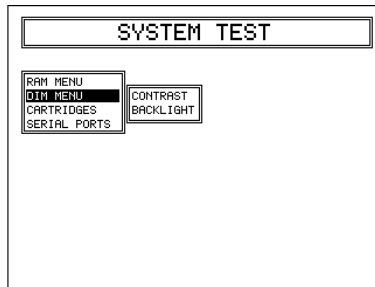 SYSTEM TEST
RAM MENU
DIM MENU
CARTRIDGES
SERIAL PORTS
CONTRAST
BACKLIGHT